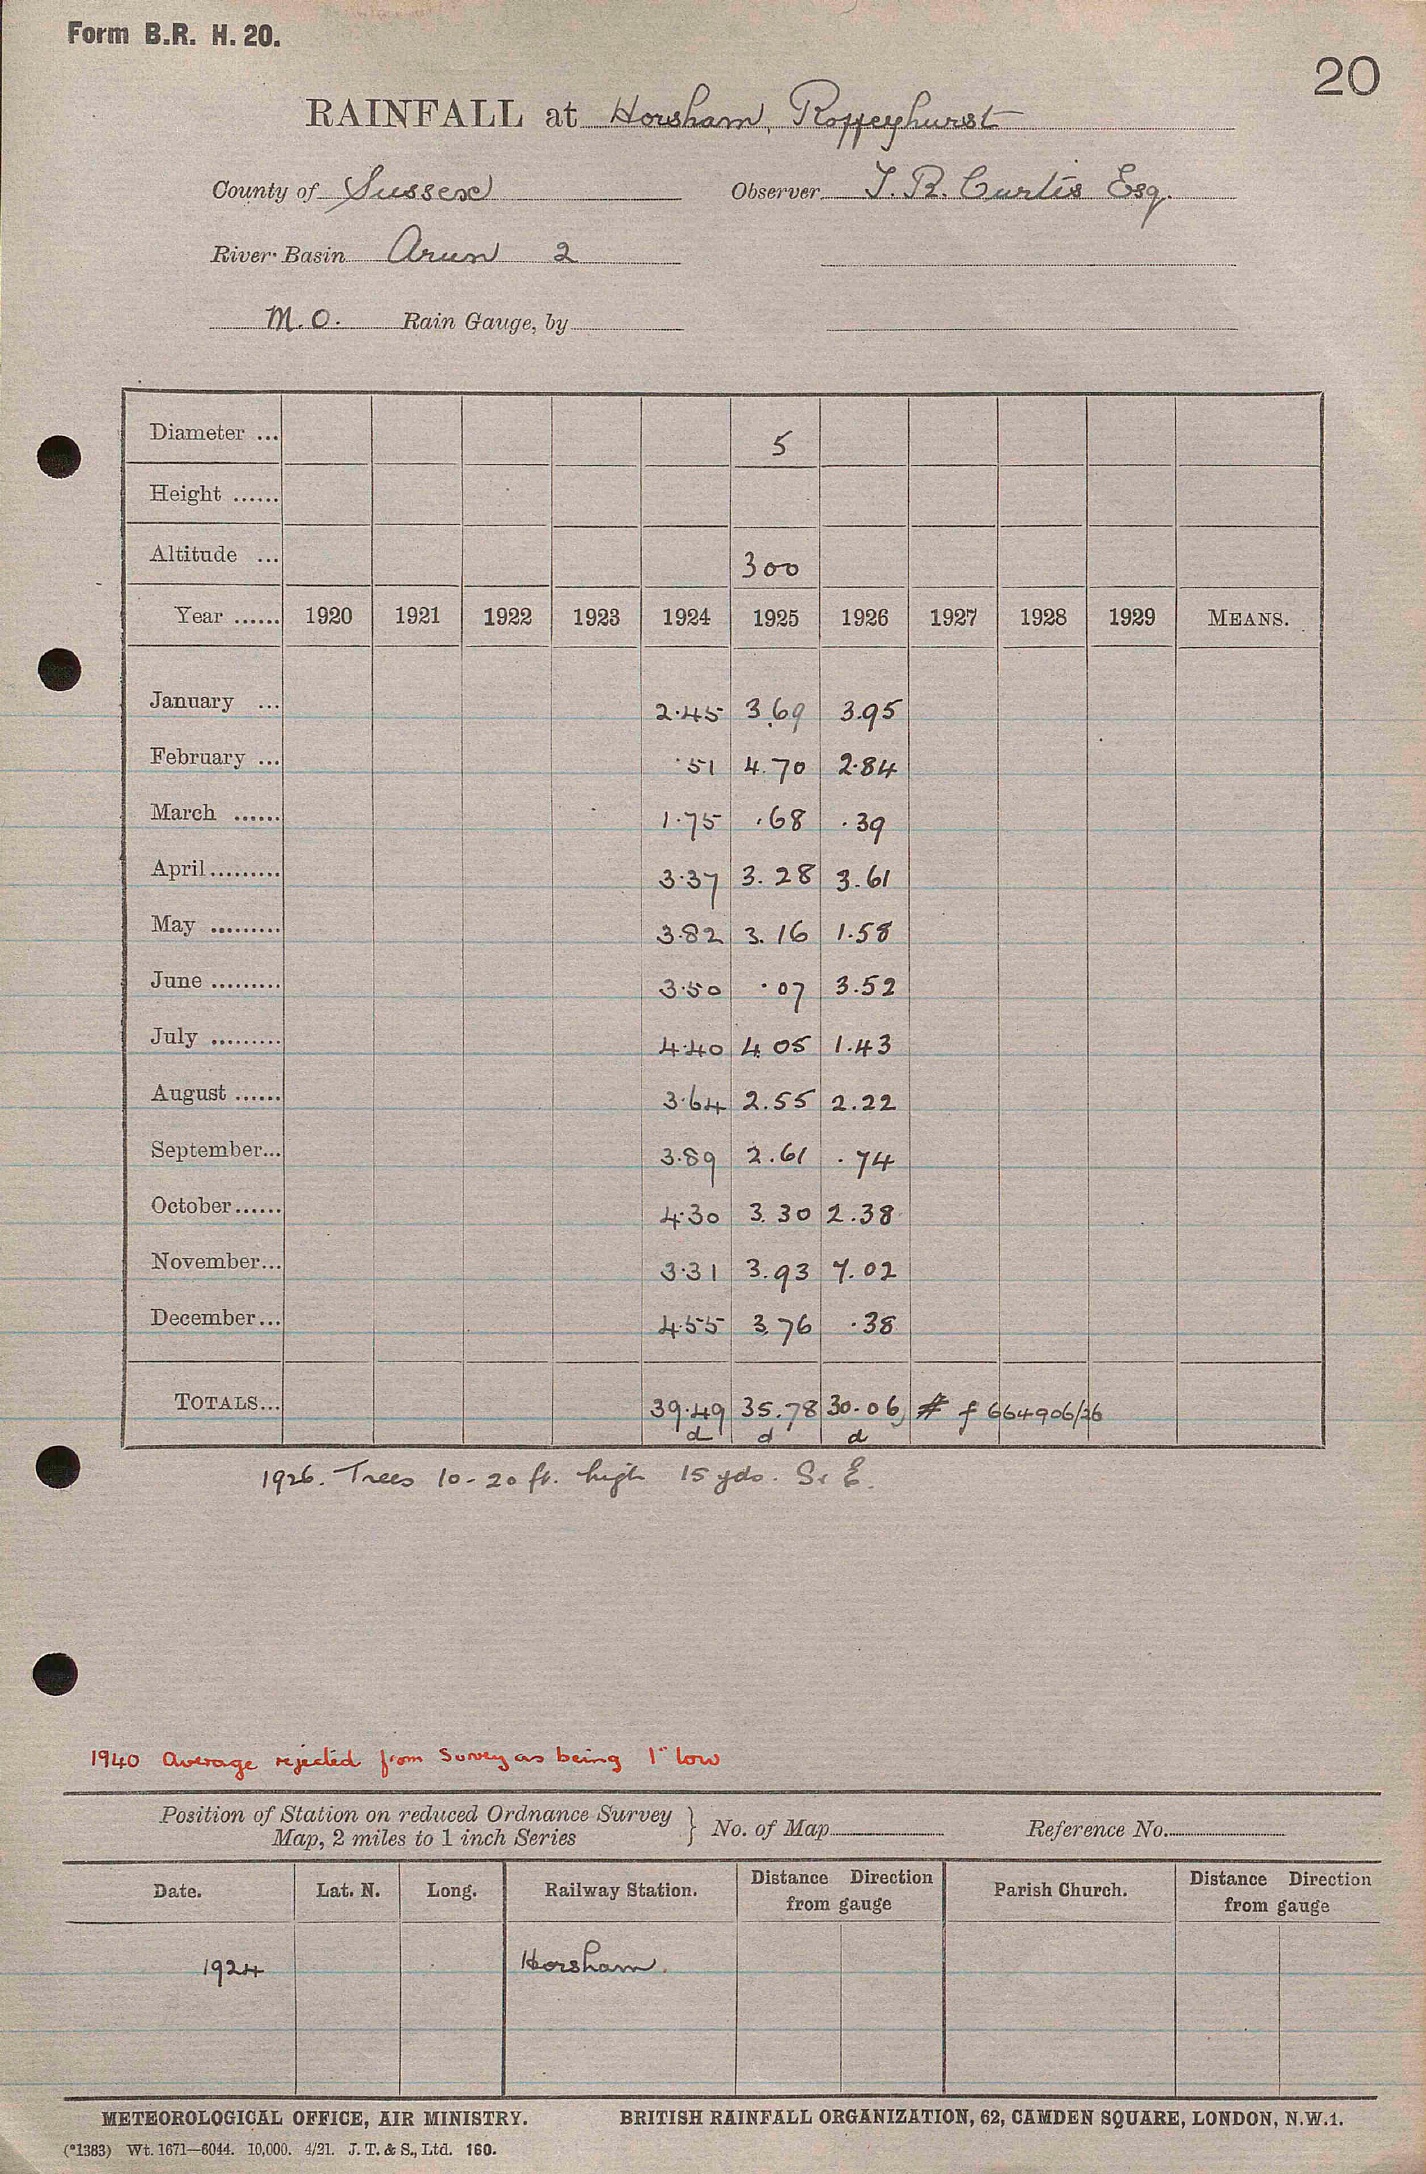 Form B.R. H. 20.
20
RAINFALL at Horsham, Roffeyhurst
County of Sussex Observer T. R. Curtis Esq.
River Basin Arun 2
M.O. Rain Gauge, by
Diameter ... 5
Height ......
Altitude ... 300
Year ...... 1920 1921 1922 1923 1924 1925 1926 1927 1928 1929 MEANS.
January ... 2.45 3.69 3.95
February ... .51 4.70 2.84
March ...... 1.75 .68 .39
April ......... 3.37 3.28 3.61
May ......... 3.82 3.16 1.58
June ......... 3.50 .07 3.52
July ......... 4.40 4.05 1.43
August ...... 3.64 2.55 2.22
September... 3.89 2.61 .74
October ...... 4.30 3.30 2.38
November... 3.31 3.93 7.02
December... 4.55 3.76 .38
TOTALS... 39.49 35.78 30.06, # f 664906/26
d d d
1926. Trees 10-20 ft. high 15 yds. S. E.
1940 Average rejected from survey as being 1" low
Position of Station on reduced Ordnance Survey
Map, 2 miles to 1 inch Series } No. of Map Reference No.
Date. Lat. N. Long. Railway Station. Distance Direction from gauge Parish Church. Distance Direction from gauge
1924 Horsham.
METEOROLOGICAL OFFICE, AIR MINISTRY. BRITISH RAINFALL ORGANIZATION, 62, CAMDEN SQUARE, LONDON, N.W.1.
(*1383) Wt. 1671—6044. 10,000. 4/21. J. T. & S., Ltd. 160.